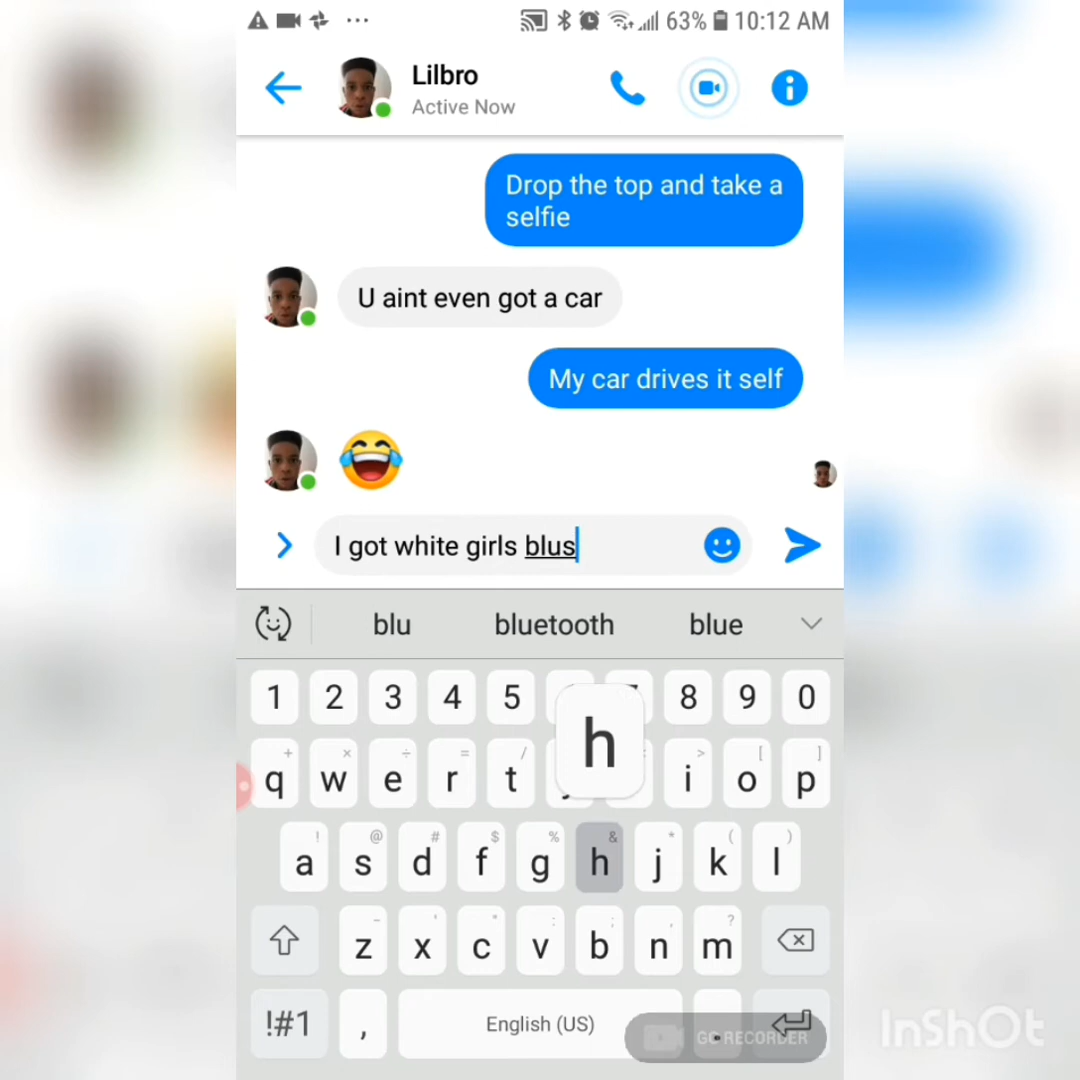 63% 10:12 AM
Lilbro
Active Now
Drop the top and take a
selfie
U aint even got a car
My car drives it self
I got white girls blus
blu bluetooth blue
1 2 3 4 5 8 9 0
+ × ÷ = / > [ ]
q w e r t i o p
h
! @ # $ % & * ( )
a s d f g h j k l
- ' " : ; , ?
z x c v b n m
!#1 , English (US) .
GO RECORDER
InShOt